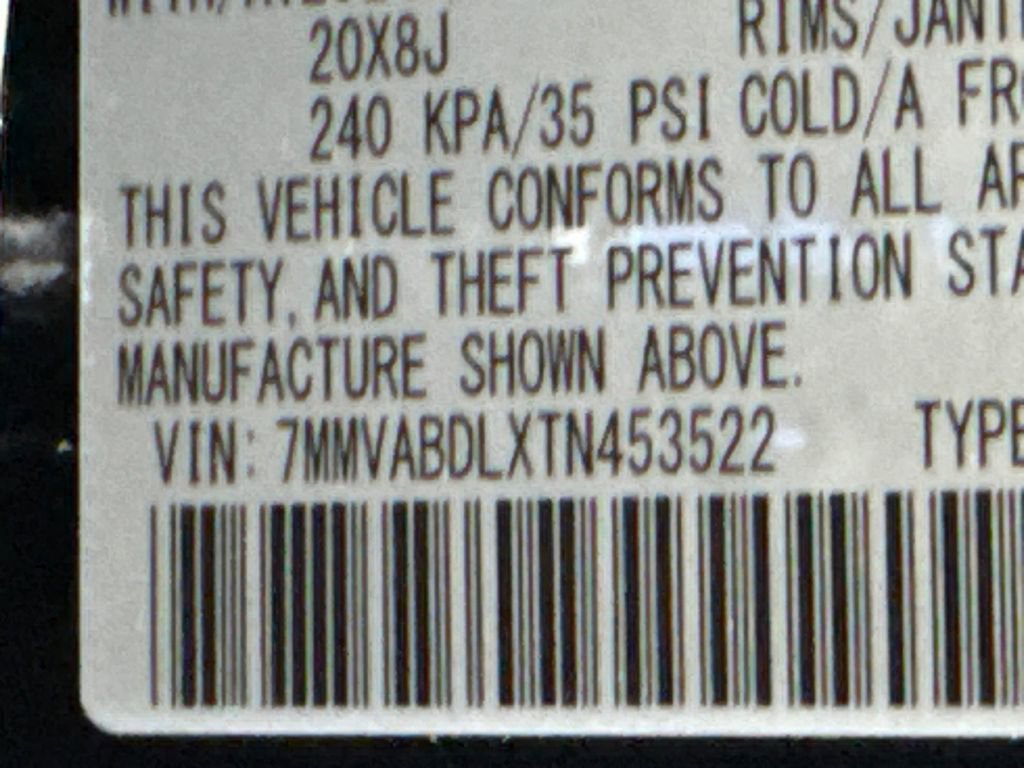 20X8J RIMS/JANT
240 KPA/35 PSI COLD/A FR
THIS VEHICLE CONFORMS TO ALL AP
SAFETY, AND THEFT PREVENTION STA
MANUFACTURE SHOWN ABOVE.
VIN: 7MMVABDLXTN453522 TYPE